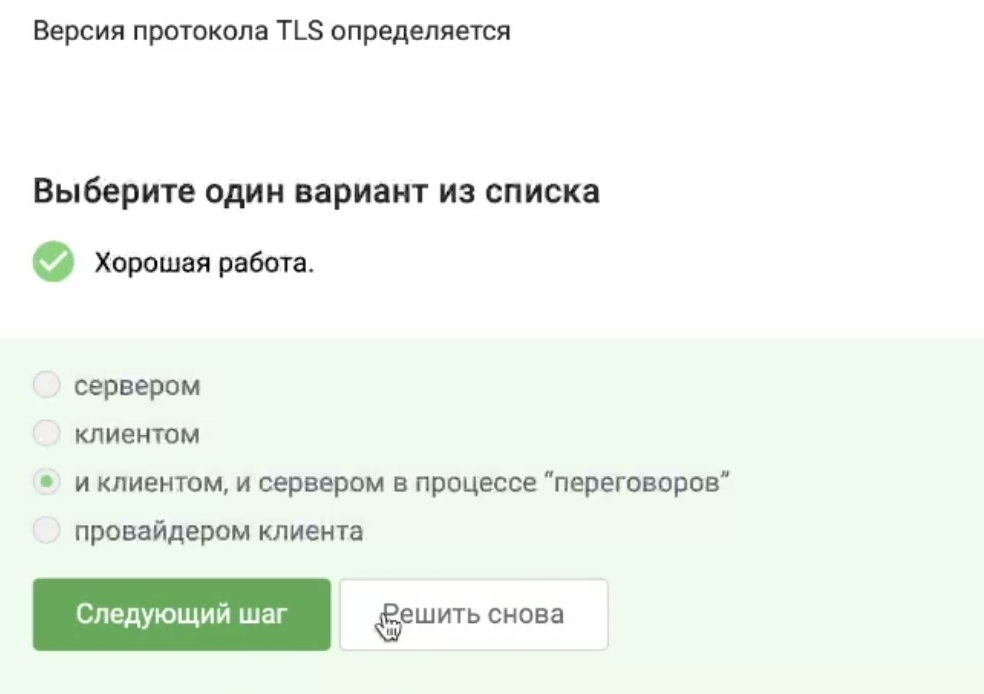 Версия протокола TLS определяется
Выберите один вариант из списка
Хорошая работа.
сервером
клиентом
и клиентом, и сервером в процессе “переговоров”
провайдером клиента
Следующий шаг
Решить снова